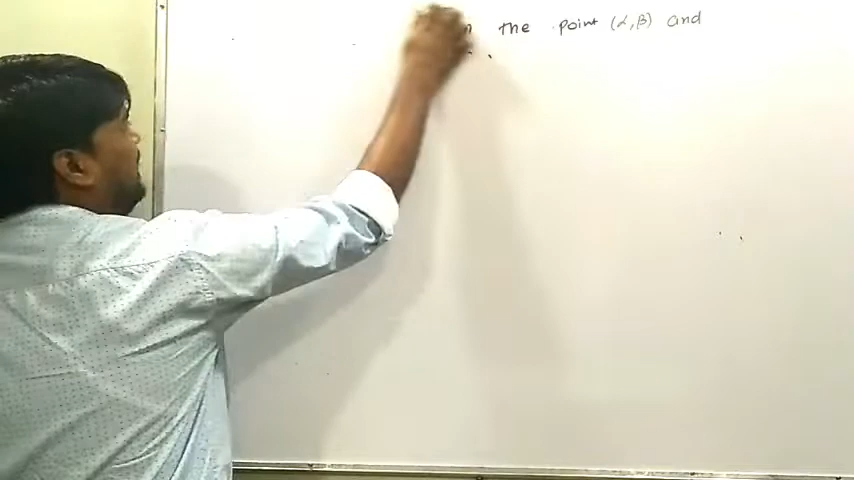 the point (α,β) and